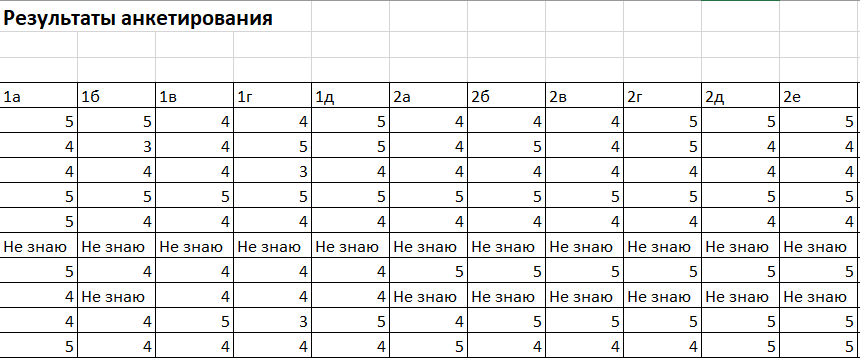 Результаты анкетирования
1а 1б 1в 1г 1д 2а 2б 2в 2г 2д 2е
5 5 4 4 5 4 4 4 5 5 5
4 3 4 5 5 4 5 4 5 4 4
4 4 4 3 4 4 4 4 4 4 4
5 5 5 5 5 5 5 5 5 5 5
5 4 4 4 4 4 4 4 4 4 4
Не знаю Не знаю Не знаю Не знаю Не знаю Не знаю Не знаю Не знаю Не знаю Не знаю Не знаю
5 4 4 4 4 5 5 5 5 5 5
4 Не знаю 4 4 4 Не знаю Не знаю Не знаю Не знаю Не знаю Не знаю
4 4 5 3 5 4 5 5 5 5 5
5 4 4 4 4 5 4 4 4 5 5